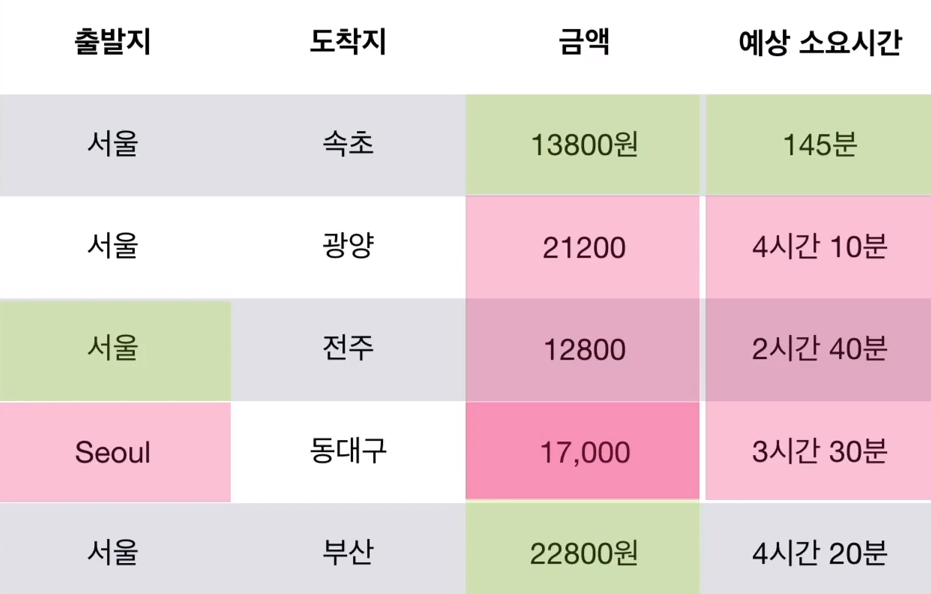 출발지 도착지 금액 예상 소요시간
서울 속초 13800원 145분
서울 광양 21200 4시간 10분
서울 전주 12800 2시간 40분
Seoul 동대구 17,000 3시간 30분
서울 부산 22800원 4시간 20분